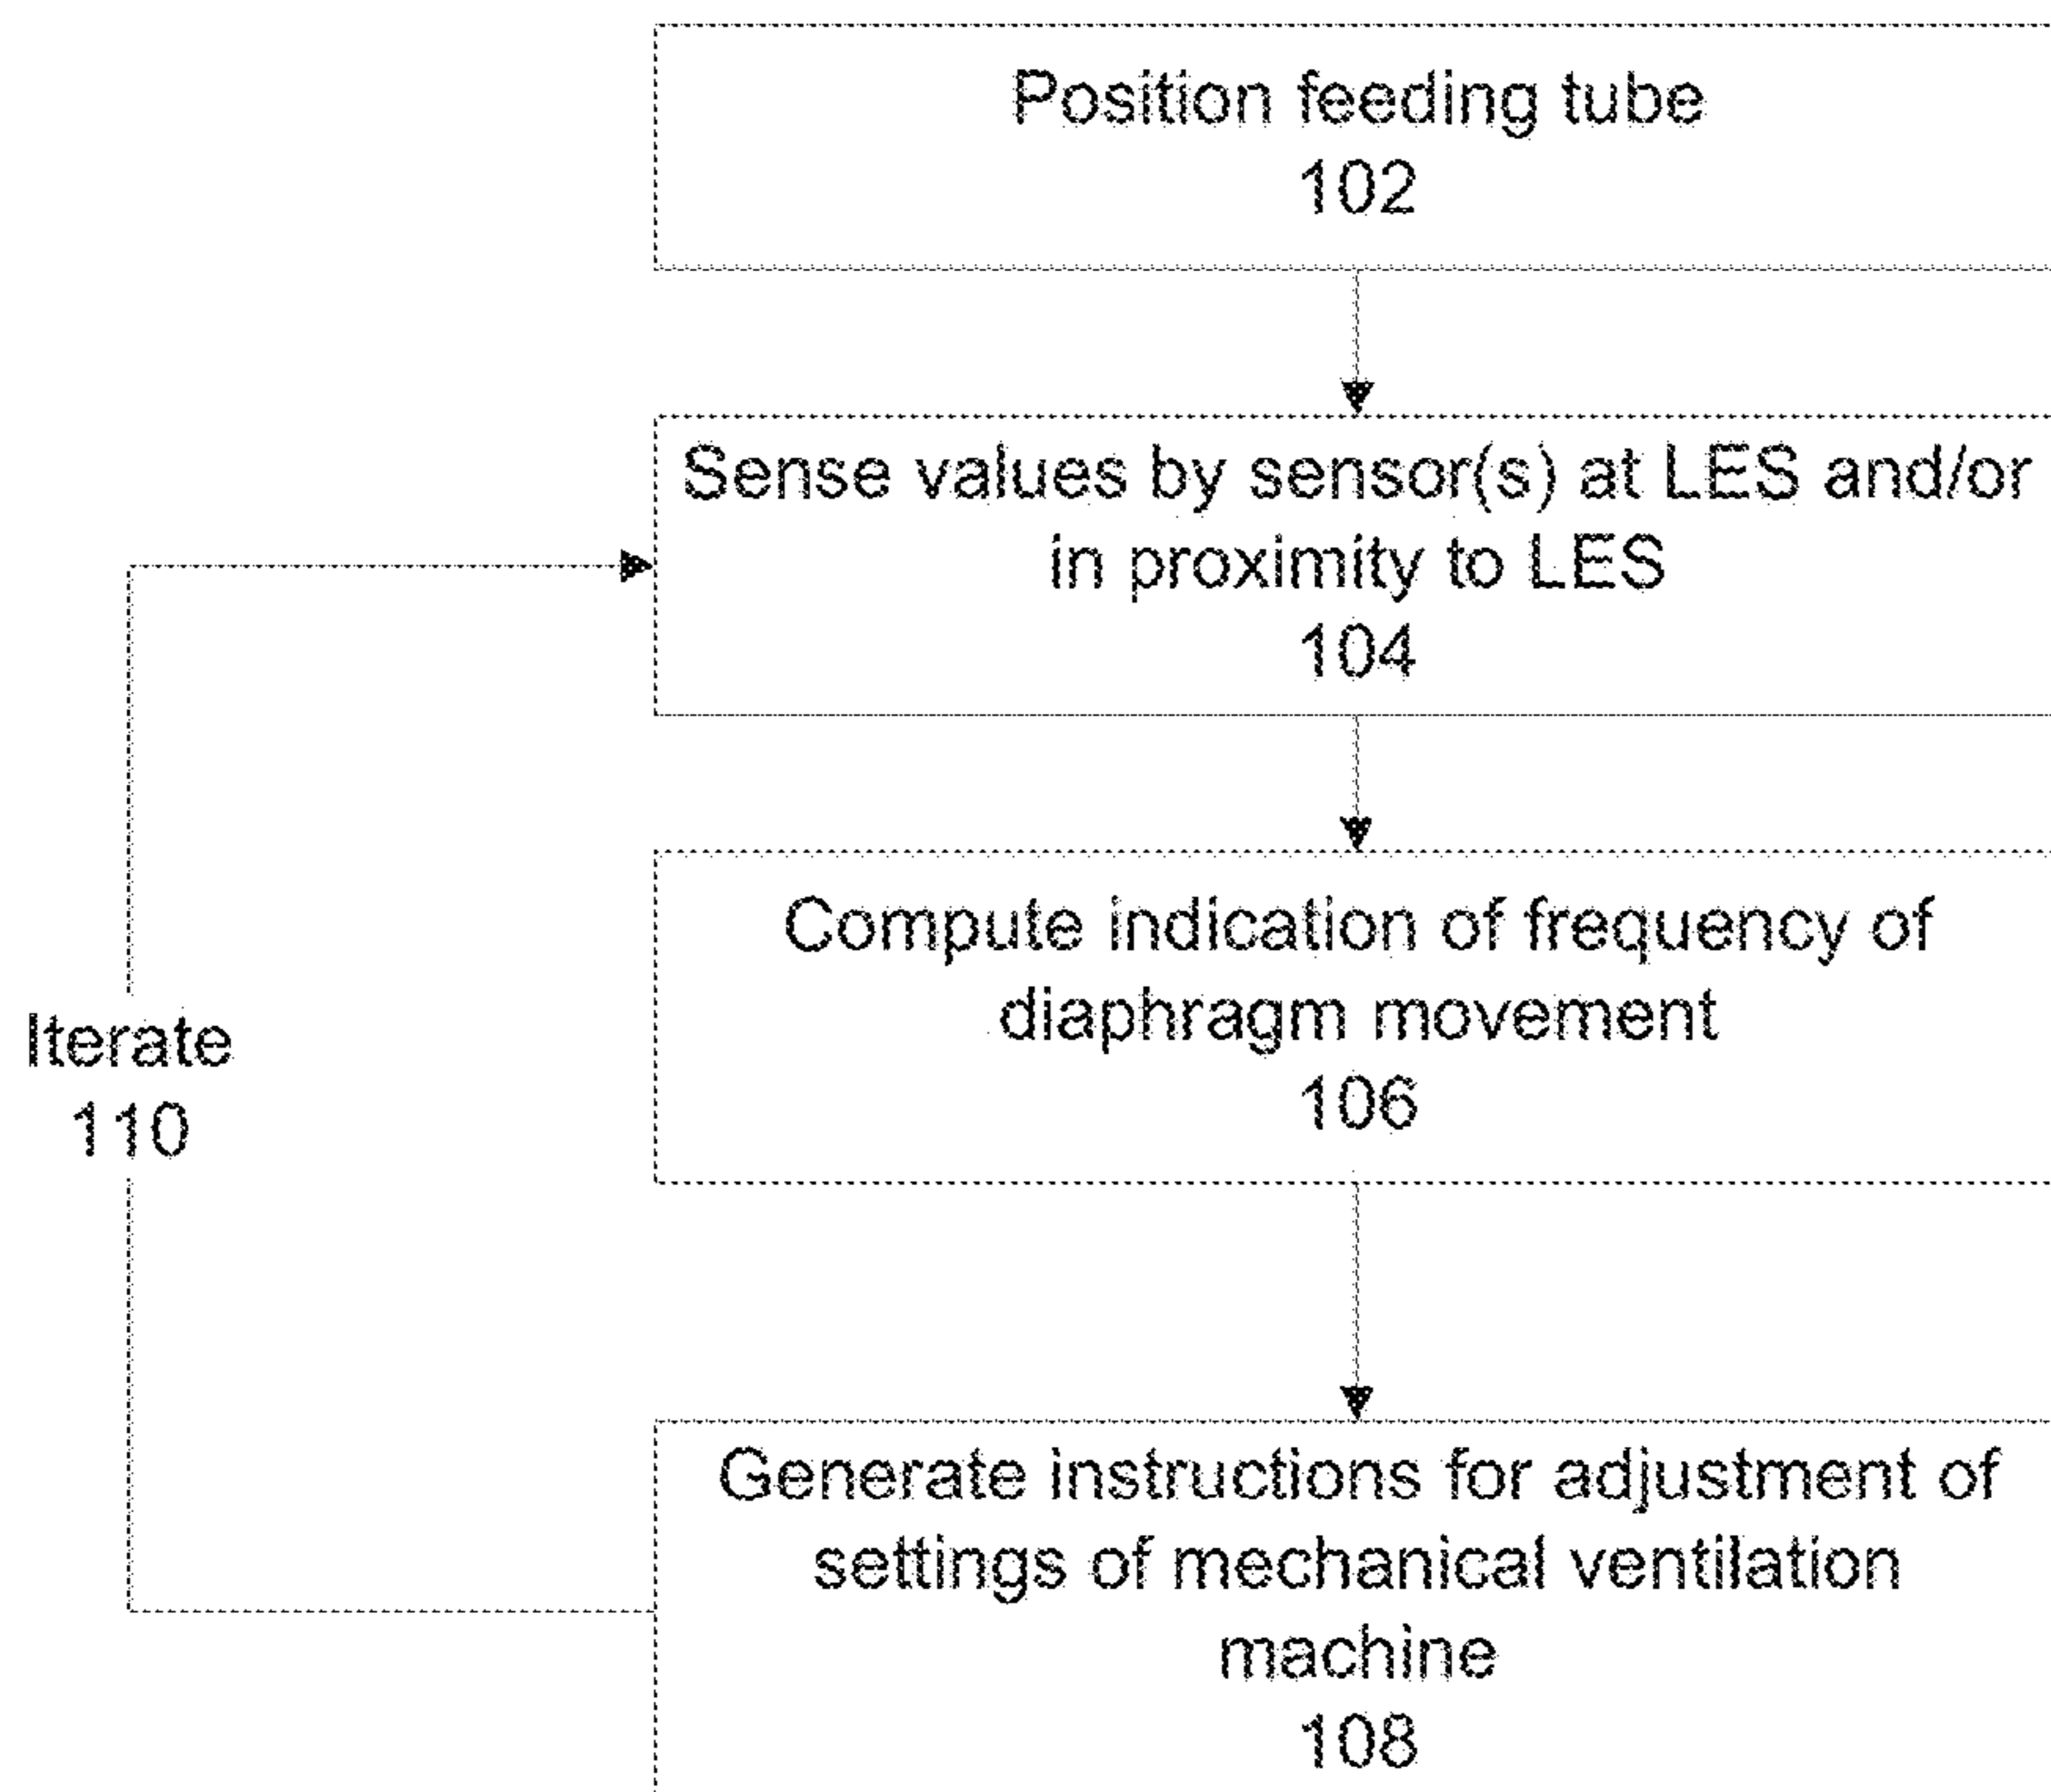 Position feeding tube
102
Sense values by sensor(s) at LES and/or
in proximity to LES
104
Compute indication of frequency of
diaphragm movement
106
Iterate
110
Generate instructions for adjustment of
settings of mechanical ventilation
machine
108